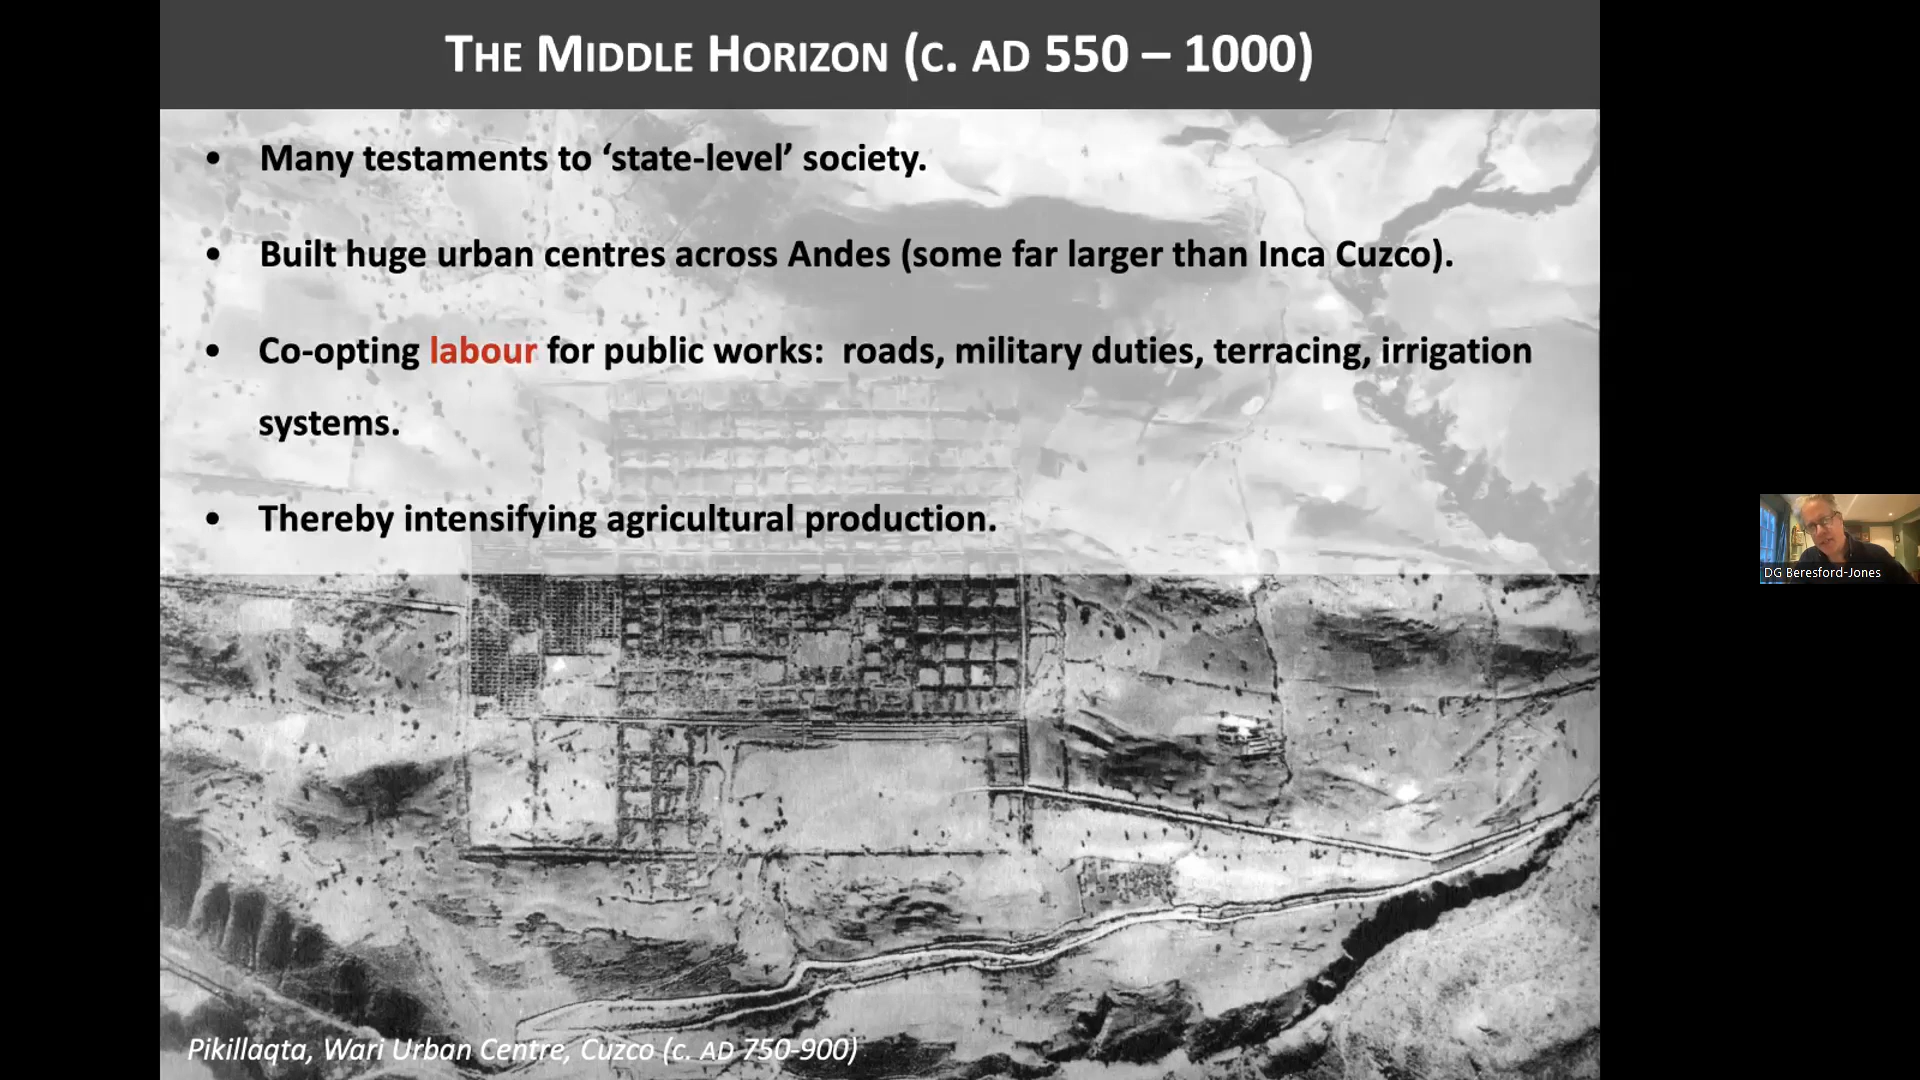 THE MIDDLE HORIZON (C. AD 550 – 1000)
• Many testaments to ‘state-level’ society.
• Built huge urban centres across Andes (some far larger than Inca Cuzco).
• Co-opting labour for public works: roads, military duties, terracing, irrigation
systems.
• Thereby intensifying agricultural production.
DG Beresford-Jones
Pikillaqta, Wari Urban Centre, Cuzco (c. AD 750-900)